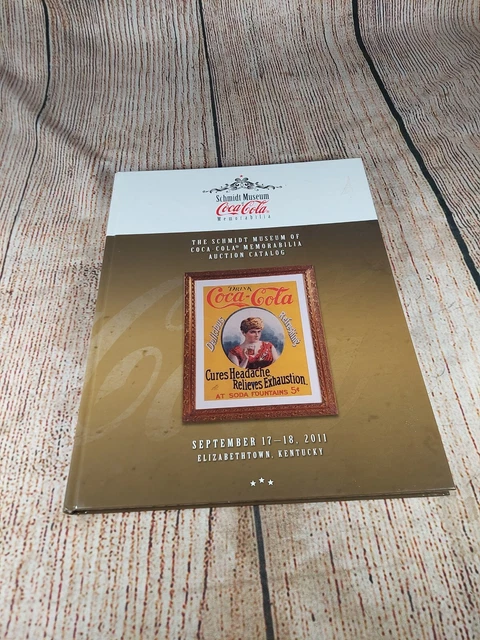 Schmidt Museum
Coca-Cola
Memorabilia
THE SCHMIDT MUSEUM OF
COCA-COLA® MEMORABILIA
AUCTION CATALOG
DRINK
Coca-Cola
Delicious
Refreshing
Cures Headache
Relieves Exhaustion
AT SODA FOUNTAINS 5¢
SEPTEMBER 17–18, 2011
ELIZABETHTOWN, KENTUCKY